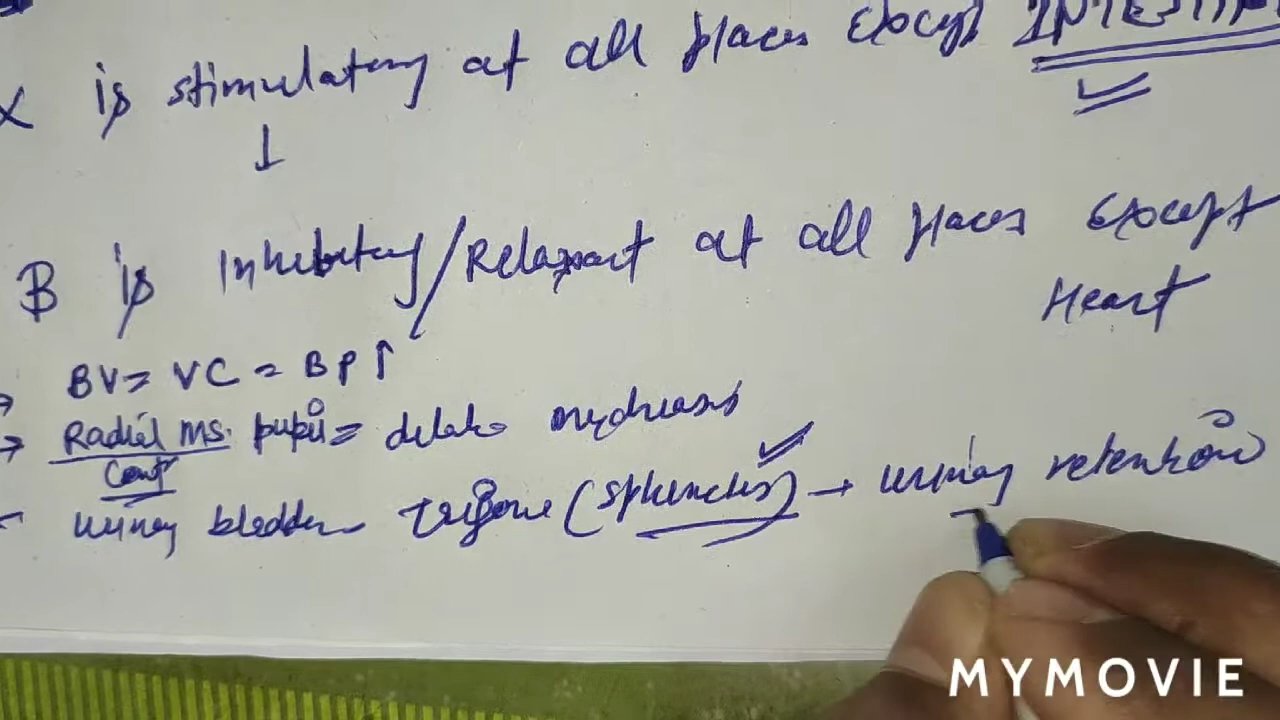 α is stimulatory at all places except INTESTINE
↓
B is Inhibitory/Relaxant at all places except
Heart
→ BV = VC = BP↑
→ Radial MS. pupil = dilate mydriasis
Cont
urinary bladder trigone (sphincter) → urinary retention
MYMOVIE